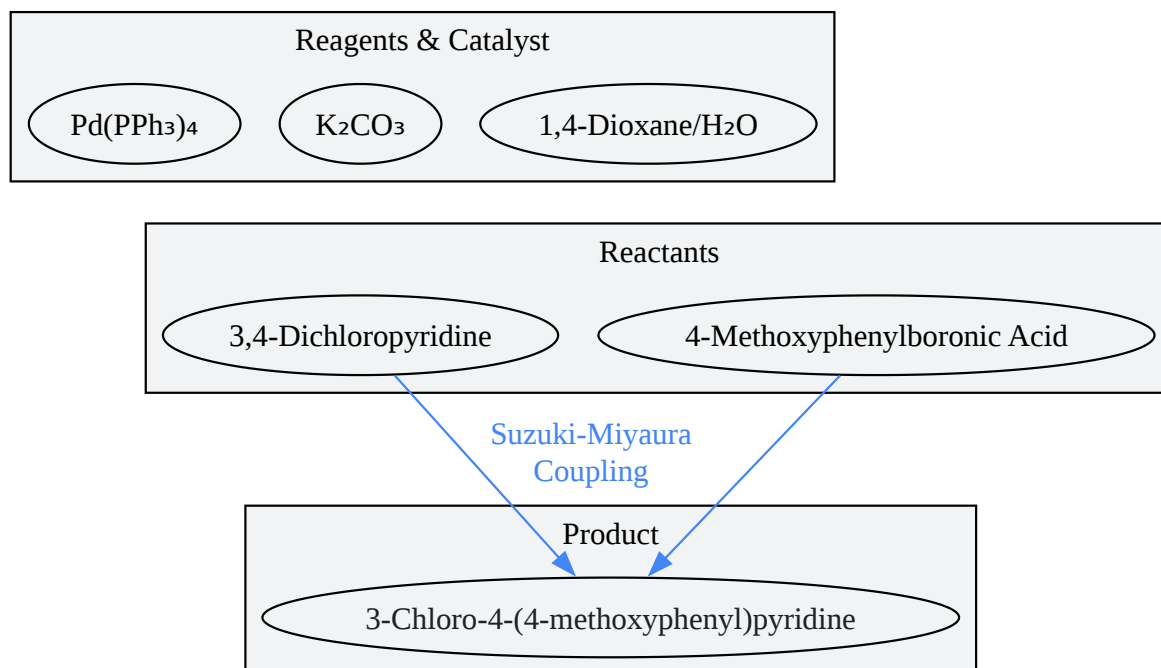 Reagents & Catalyst
Pd(PPh₃)₄
K₂CO₃
1,4-Dioxane/H₂O
Reactants
3,4-Dichloropyridine
4-Methoxyphenylboronic Acid
Suzuki-Miyaura
Coupling
Product
3-Chloro-4-(4-methoxyphenyl)pyridine